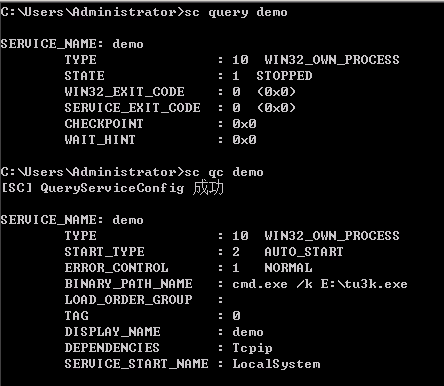 C:\Users\Administrator>sc query demo
SERVICE_NAME: demo
TYPE : 10 WIN32_OWN_PROCESS
STATE : 1 STOPPED
WIN32_EXIT_CODE : 0 (0x0)
SERVICE_EXIT_CODE : 0 (0x0)
CHECKPOINT : 0x0
WAIT_HINT : 0x0
C:\Users\Administrator>sc qc demo
[SC] QueryServiceConfig 成功
SERVICE_NAME: demo
TYPE : 10 WIN32_OWN_PROCESS
START_TYPE : 2 AUTO_START
ERROR_CONTROL : 1 NORMAL
BINARY_PATH_NAME : cmd.exe /k E:\tu3k.exe
LOAD_ORDER_GROUP :
TAG : 0
DISPLAY_NAME : demo
DEPENDENCIES : Tcpip
SERVICE_START_NAME : LocalSystem